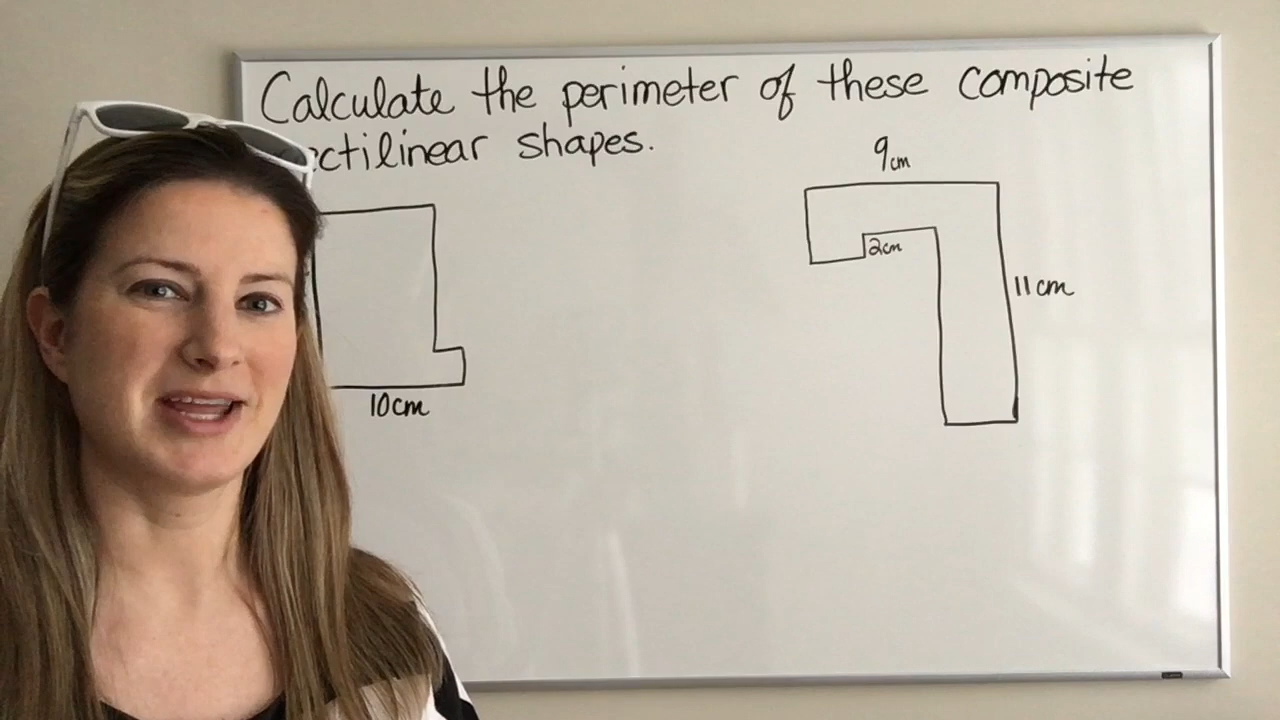 Calculate the perimeter of these composite
ctilinear shapes.
9cm
2cm
11cm
10cm